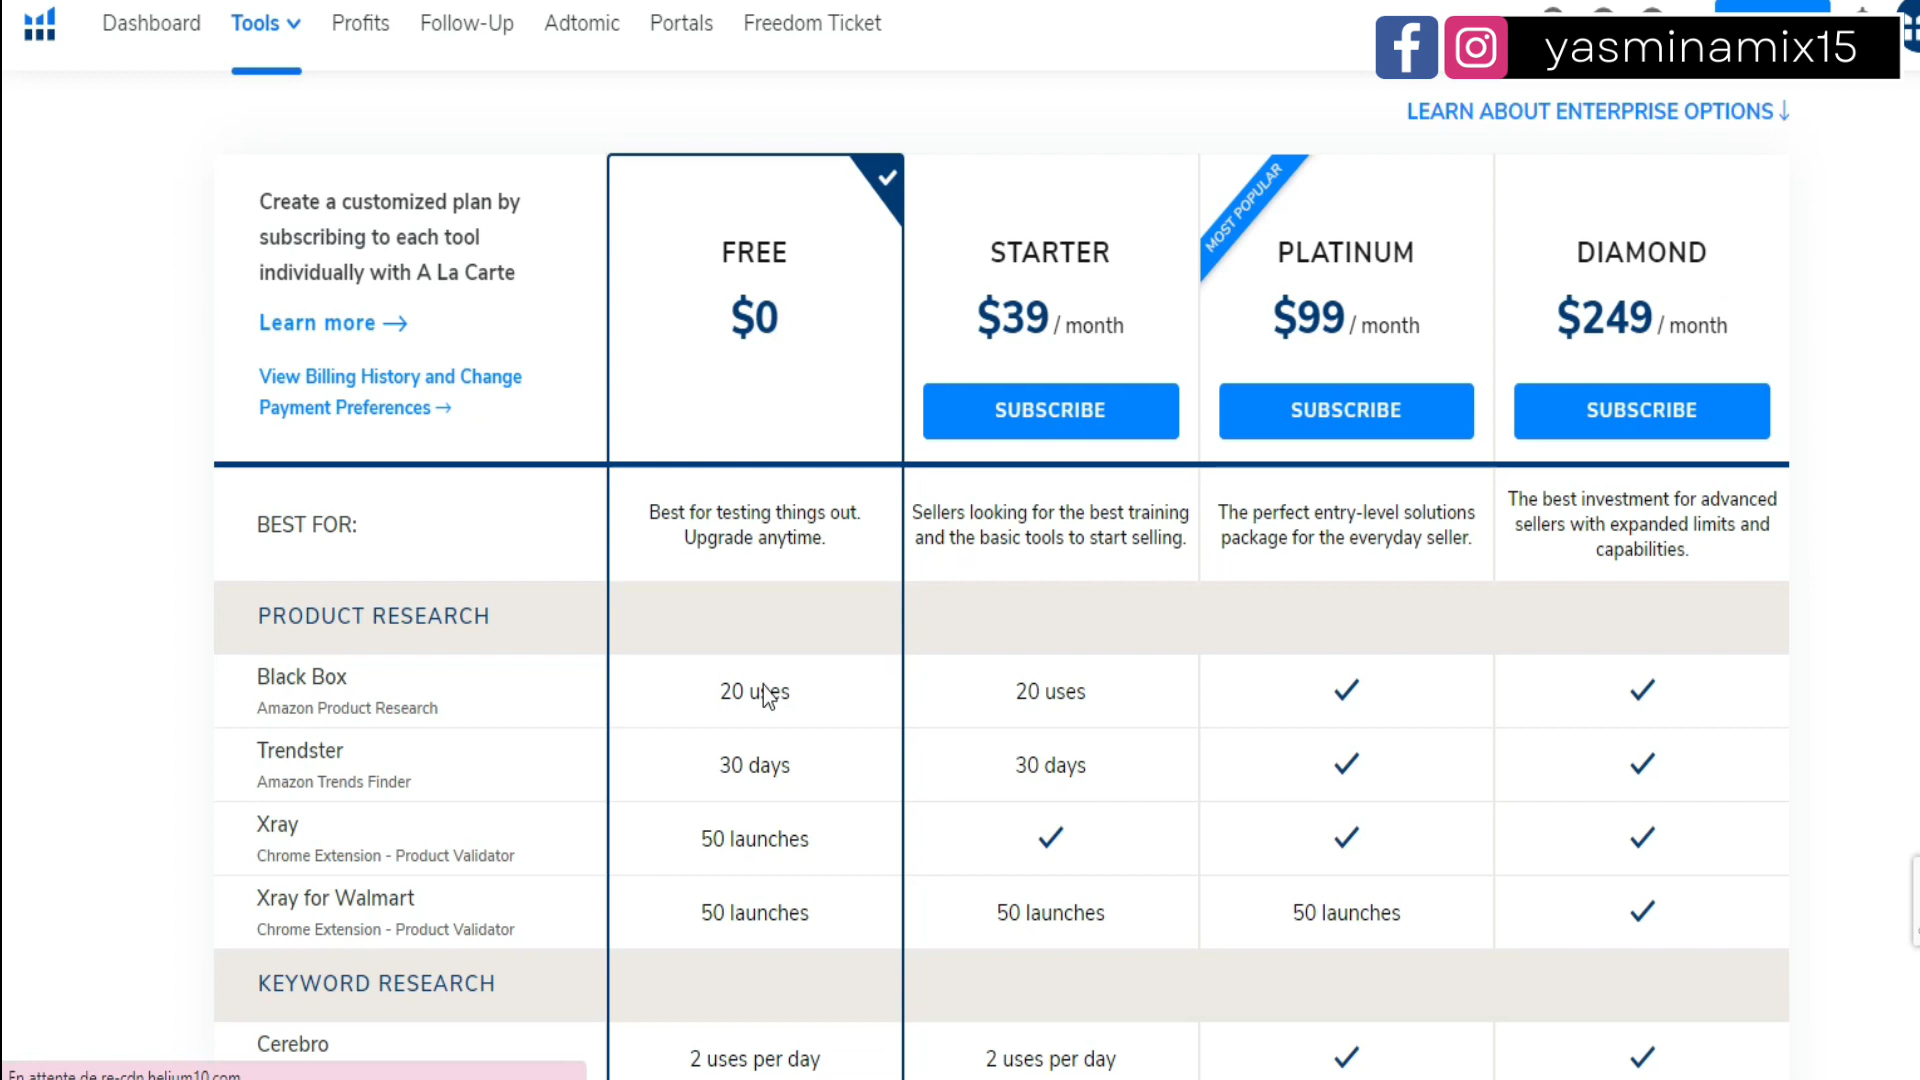 Dashboard Tools Profits Follow-Up Adtomic Portals Freedom Ticket
yasminamix15
LEARN ABOUT ENTERPRISE OPTIONS↓
Create a customized plan by
subscribing to each tool
individually with A La Carte
Learn more →
View Billing History and Change
Payment Preferences →
FREE
$0
STARTER
$39 / month
SUBSCRIBE
MOST POPULAR
PLATINUM
$99 / month
SUBSCRIBE
DIAMOND
$249 / month
SUBSCRIBE
BEST FOR:
Best for testing things out.
Upgrade anytime.
Sellers looking for the best training
and the basic tools to start selling.
The perfect entry-level solutions
package for the everyday seller.
The best investment for advanced
sellers with expanded limits and
capabilities.
PRODUCT RESEARCH
Black Box
Amazon Product Research
20 uses
20 uses
Trendster
Amazon Trends Finder
30 days
30 days
Xray
Chrome Extension - Product Validator
50 launches
Xray for Walmart
Chrome Extension - Product Validator
50 launches
50 launches
50 launches
KEYWORD RESEARCH
Cerebro
2 uses per day
2 uses per day
En attente de re-cdn.helium10.com